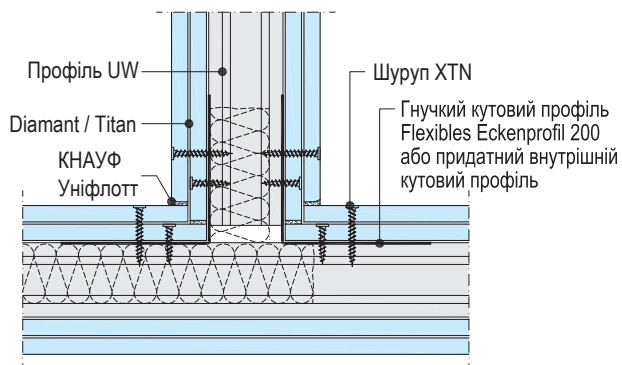 Профіль UW
Diamant / Titan
КНАУФ
Уніфлотт
Шуруп XTN
Гнучкий кутовий профіль
Flexibles Eckenprofil 200
або придатний внутрішній
кутовий профіль